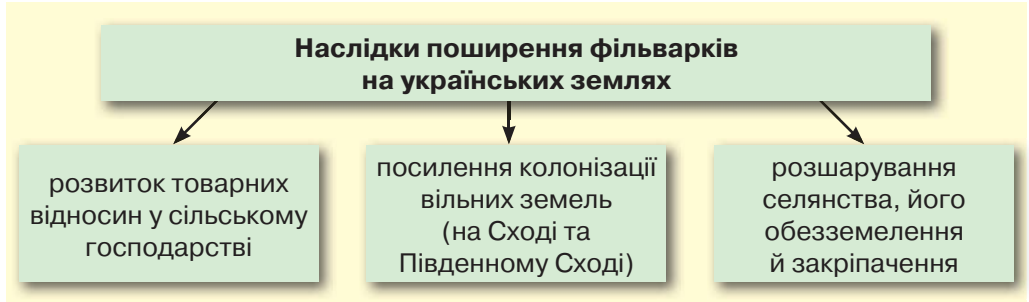 Наслідки поширення фільварків
на українських землях
розвиток товарних
відносин у сільському
господарстві
посилення колонізації
вільних земель
(на Сході та
Південному Сході)
розшарування
селянства, його
обезземелення
й закріпачення